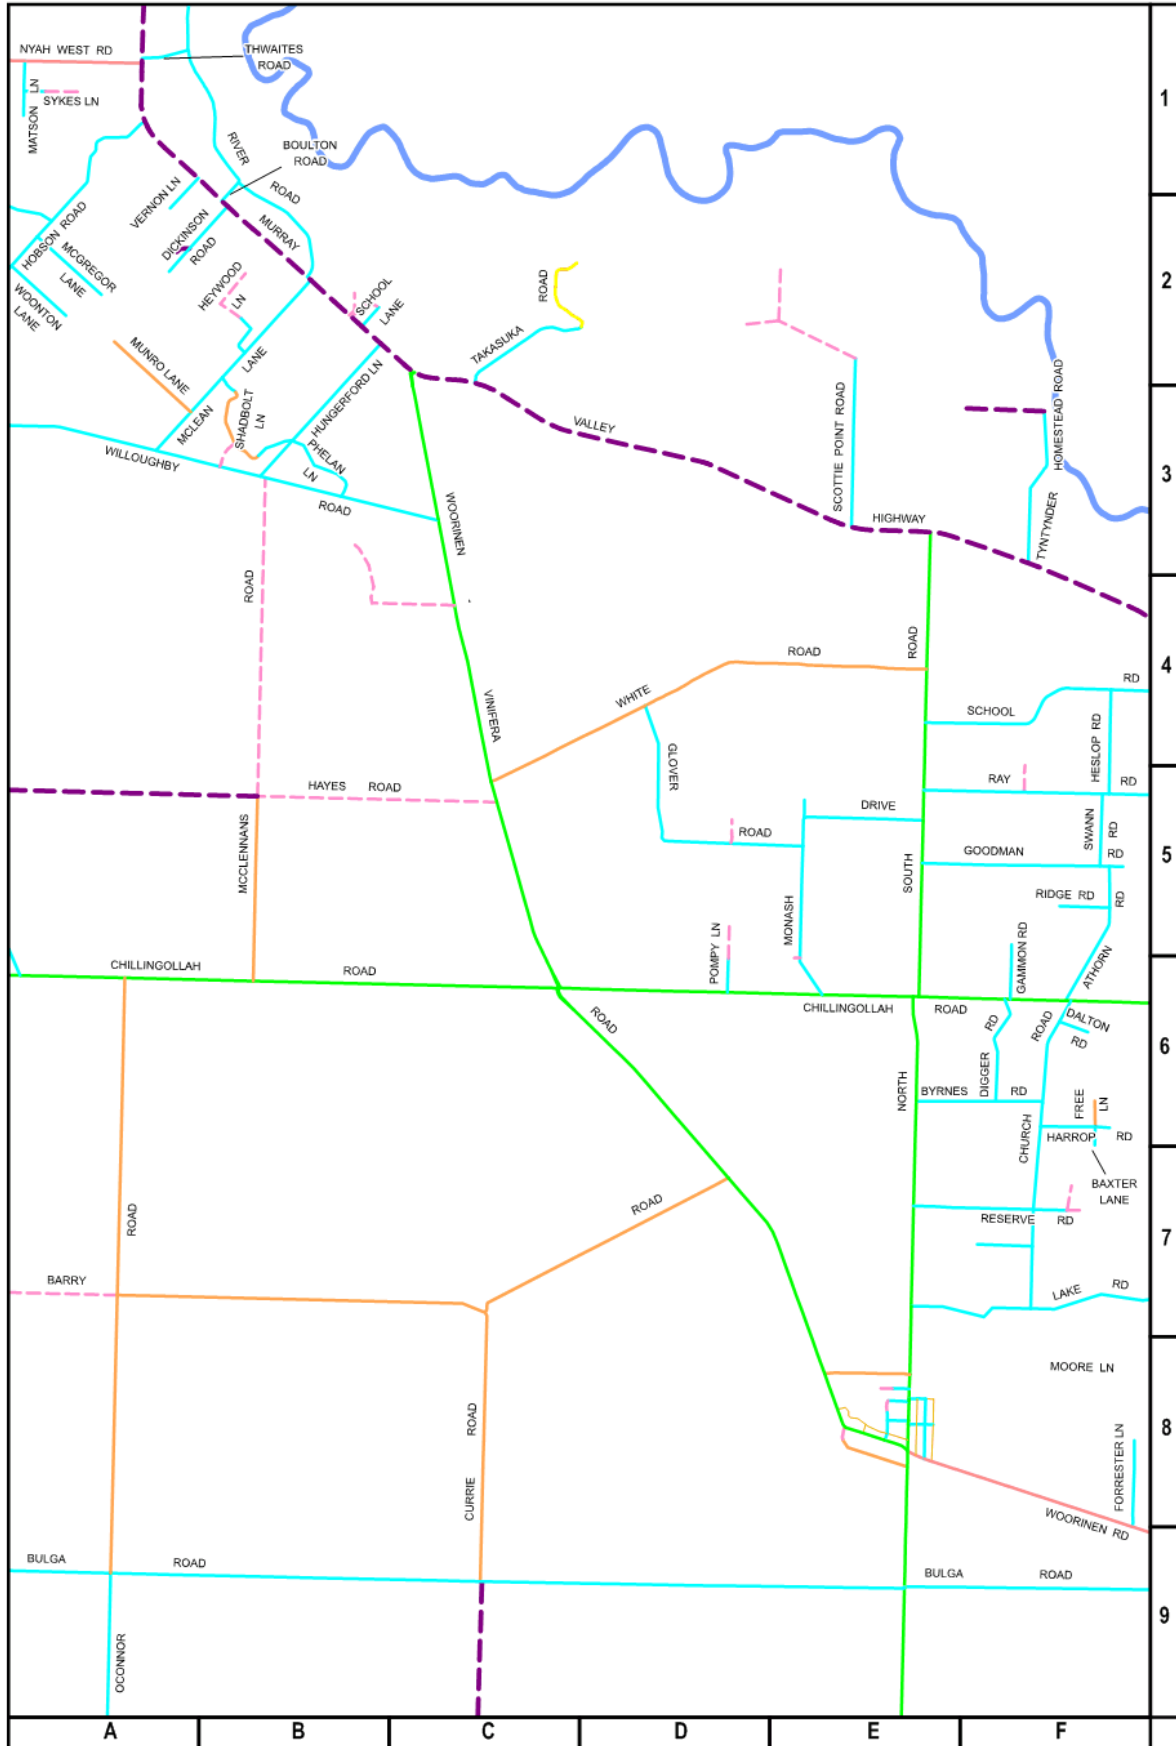 NYAH WEST RD
THWAITES
ROAD
MATSON LN
SYKES LN
1
RIVER
ROAD
BOULTON
ROAD
VERNON LN
DICKINSON
ROAD
MURRAY
HOBSON ROAD
MCGREGOR
LANE
WOONTON
LANE
HEYWOOD
LN
SCHOOL
LANE
ROAD
TAKASUKA
2
MUNRO LANE
MCLEAN
LANE
SHADBOLT
LN
HUNGERFORD LN
PHELAN
LN
WILLOUGHBY
ROAD
VALLEY
HIGHWAY
SCOTTIE POINT ROAD
HOMESTEAD ROAD
TYNTYNDER
3
WOORINEN
VINIFERA
ROAD
ROAD
ROAD
WHITE
ROAD
GLOVER
SCHOOL
RD
HESLOP RD
4
RAY
RD
HAYES
ROAD
MCCLENNANS
ROAD
DRIVE
SOUTH
SWANN
RD
GOODMAN
RD
5
RIDGE RD
RD
MONASH
POMPY LN
GAMMON RD
ATHORN
CHILLINGOLLAH
ROAD
CHILLINGOLLAH
ROAD
RD
ROAD
DALTON
RD
6
NORTH
BYRNES
DIGGER
RD
FREE
LN
CHURCH
HARROP
RD
BAXTER
LANE
ROAD
ROAD
RESERVE
RD
7
BARRY
LAKE
RD
MOORE LN
ROAD
CURRIE
FORRESTER LN
8
WOORINEN RD
BULGA
ROAD
BULGA
ROAD
OCONNOR
9
A
B
C
D
E
F